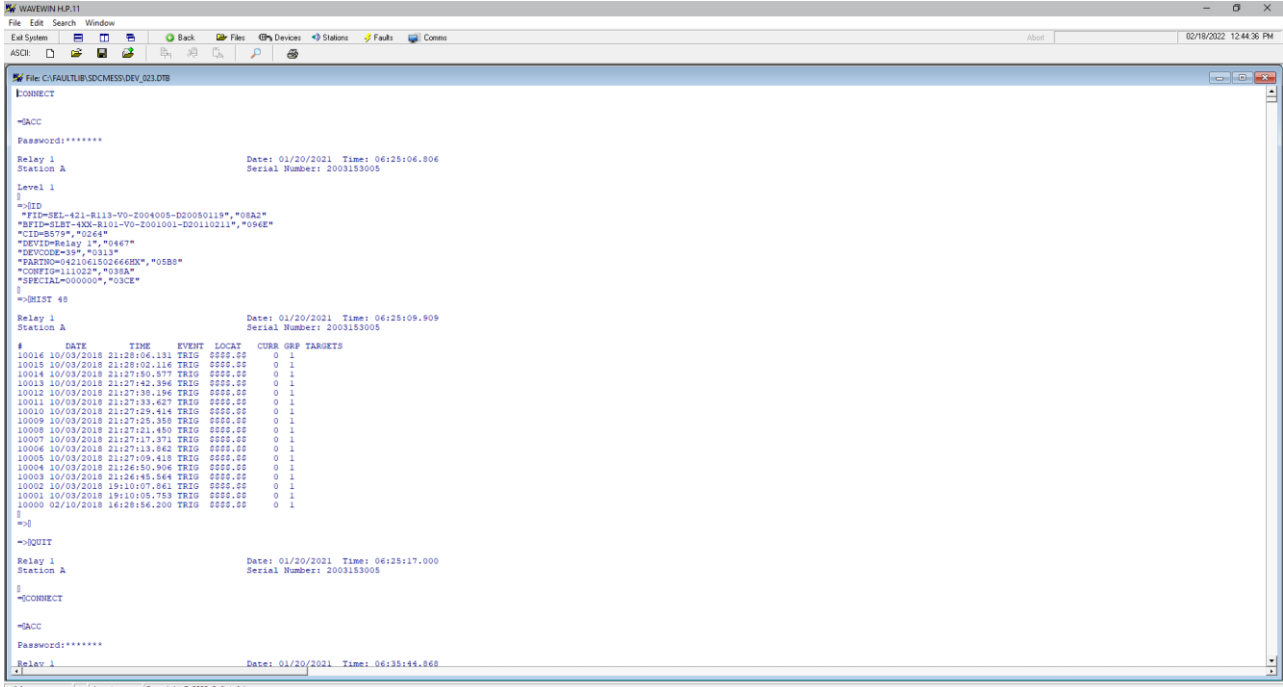 WAVEWIN H.P.11
File Edit Search Window
Exit System Back Files Devices Stations Faults Comms Abort 02/18/2022 12:44:36 PM
ASCII:
File: C:\FAULTLIB\SDCMESS\DEV_023.DTB
CONNECT
=▯ACC
Password:*******
Relay 1 Date: 01/20/2021 Time: 06:25:06.806
Station A Serial Number: 2003153005
Level 1
▯
=>▯ID
"FID=SEL-421-R113-V0-Z004005-D20050119","08A2"
"BFID=SLBT-4XX-R101-V0-Z001001-D20110211","096E"
"CID=B579","0264"
"DEVID=Relay 1","0467"
"DEVCODE=39","0313"
"PARTNO=0421061502666HX","05B8"
"CONFIG=111022","038A"
"SPECIAL=000000","03CE"
▯
=>▯HIST 48
Relay 1 Date: 01/20/2021 Time: 06:25:09.909
Station A Serial Number: 2003153005
# DATE TIME EVENT LOCAT CURR GRP TARGETS
10016 10/03/2018 21:28:06.131 TRIG $$$$.$$ 0 1
10015 10/03/2018 21:28:02.116 TRIG $$$$.$$ 0 1
10014 10/03/2018 21:27:50.577 TRIG $$$$.$$ 0 1
10013 10/03/2018 21:27:42.396 TRIG $$$$.$$ 0 1
10012 10/03/2018 21:27:38.196 TRIG $$$$.$$ 0 1
10011 10/03/2018 21:27:33.627 TRIG $$$$.$$ 0 1
10010 10/03/2018 21:27:29.414 TRIG $$$$.$$ 0 1
10009 10/03/2018 21:27:25.358 TRIG $$$$.$$ 0 1
10008 10/03/2018 21:27:21.450 TRIG $$$$.$$ 0 1
10007 10/03/2018 21:27:17.371 TRIG $$$$.$$ 0 1
10006 10/03/2018 21:27:13.862 TRIG $$$$.$$ 0 1
10005 10/03/2018 21:27:09.418 TRIG $$$$.$$ 0 1
10004 10/03/2018 21:26:50.906 TRIG $$$$.$$ 0 1
10003 10/03/2018 21:26:45.564 TRIG $$$$.$$ 0 1
10002 10/03/2018 19:10:07.861 TRIG $$$$.$$ 0 1
10001 10/03/2018 19:10:05.753 TRIG $$$$.$$ 0 1
10000 02/10/2018 16:28:56.200 TRIG $$$$.$$ 0 1
▯
=>▯
=>▯QUIT
Relay 1 Date: 01/20/2021 Time: 06:25:17.000
Station A Serial Number: 2003153005
▯
=▯CONNECT
=▯ACC
Password:*******
Relay 1 Date: 01/20/2021 Time: 06:35:44.868